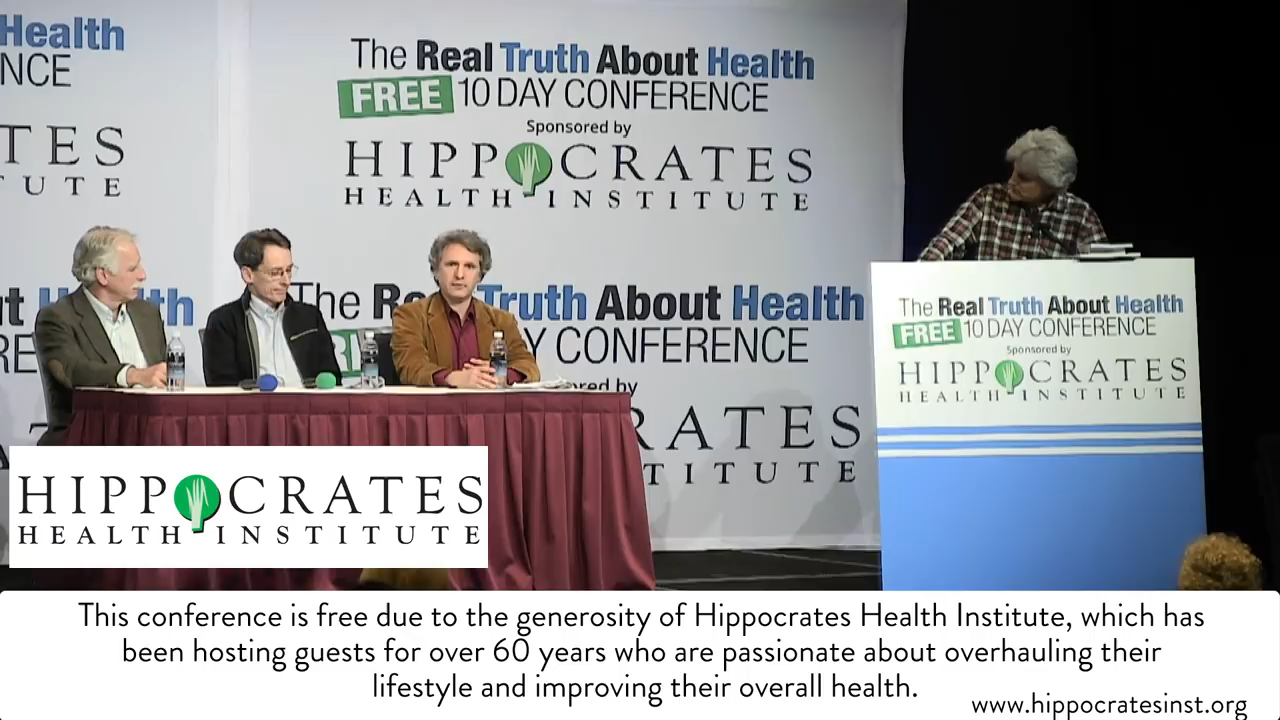 Health
NCE
TES
UTE
The Real Truth About Health
FREE 10 DAY CONFERENCE
Sponsored by
HIPPOCRATES
HEALTH INSTITUTE
The Real Truth About Health
FREE 10 DAY CONFERENCE
Sponsored by
HIPPOCRATES
HEALTH INSTITUTE
The Truth About Health
Y CONFERENCE
red by
RATES
TITUTE
HIPPOCRATES
HEALTH INSTITUTE
This conference is free due to the generosity of Hippocrates Health Institute, which has
been hosting guests for over 60 years who are passionate about overhauling their
lifestyle and improving their overall health.
www.hippocratesinst.org